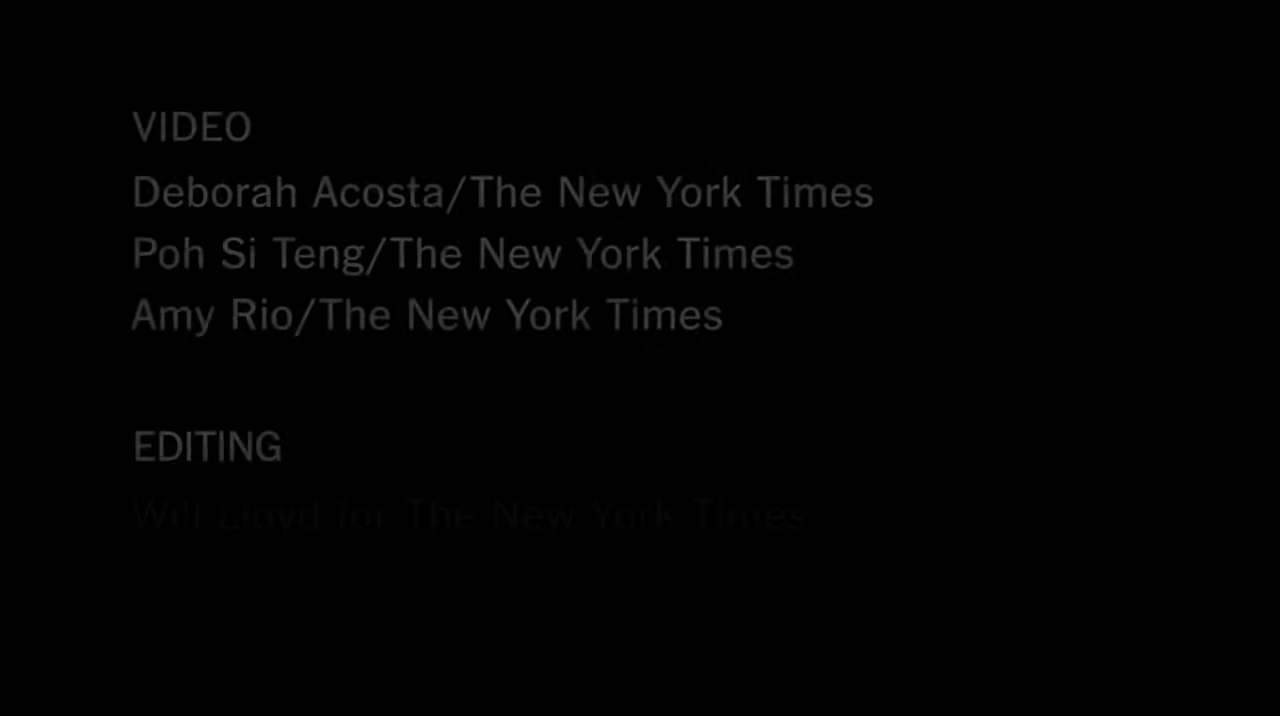 VIDEO
Deborah Acosta/The New York Times
Poh Si Teng/The New York Times
Amy Rio/The New York Times
EDITING
Will Lloyd for The New York Times